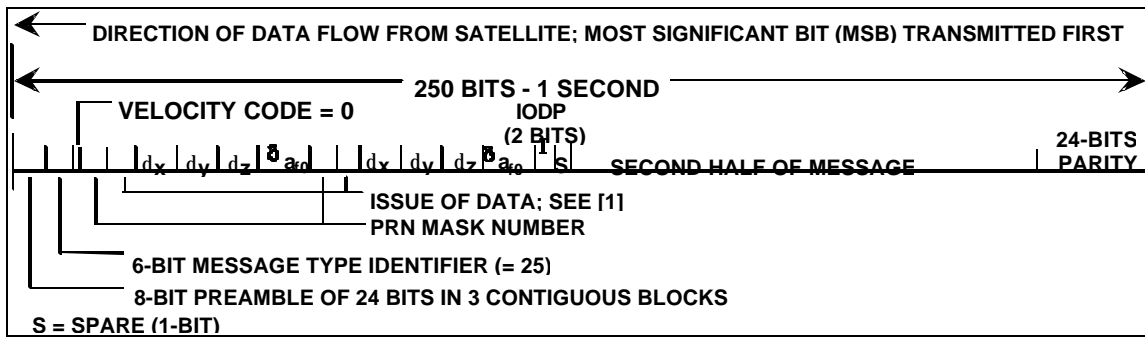 DIRECTION OF DATA FLOW FROM SATELLITE; MOST SIGNIFICANT BIT (MSB) TRANSMITTED FIRST
250 BITS - 1 SECOND
VELOCITY CODE = 0
IODP
(2 BITS)
24-BITS
PARITY
dx dy dz δ af0 dx dy dz δ af0 S SECOND HALF OF MESSAGE
ISSUE OF DATA; SEE [1]
PRN MASK NUMBER
6-BIT MESSAGE TYPE IDENTIFIER (= 25)
8-BIT PREAMBLE OF 24 BITS IN 3 CONTIGUOUS BLOCKS
S = SPARE (1-BIT)